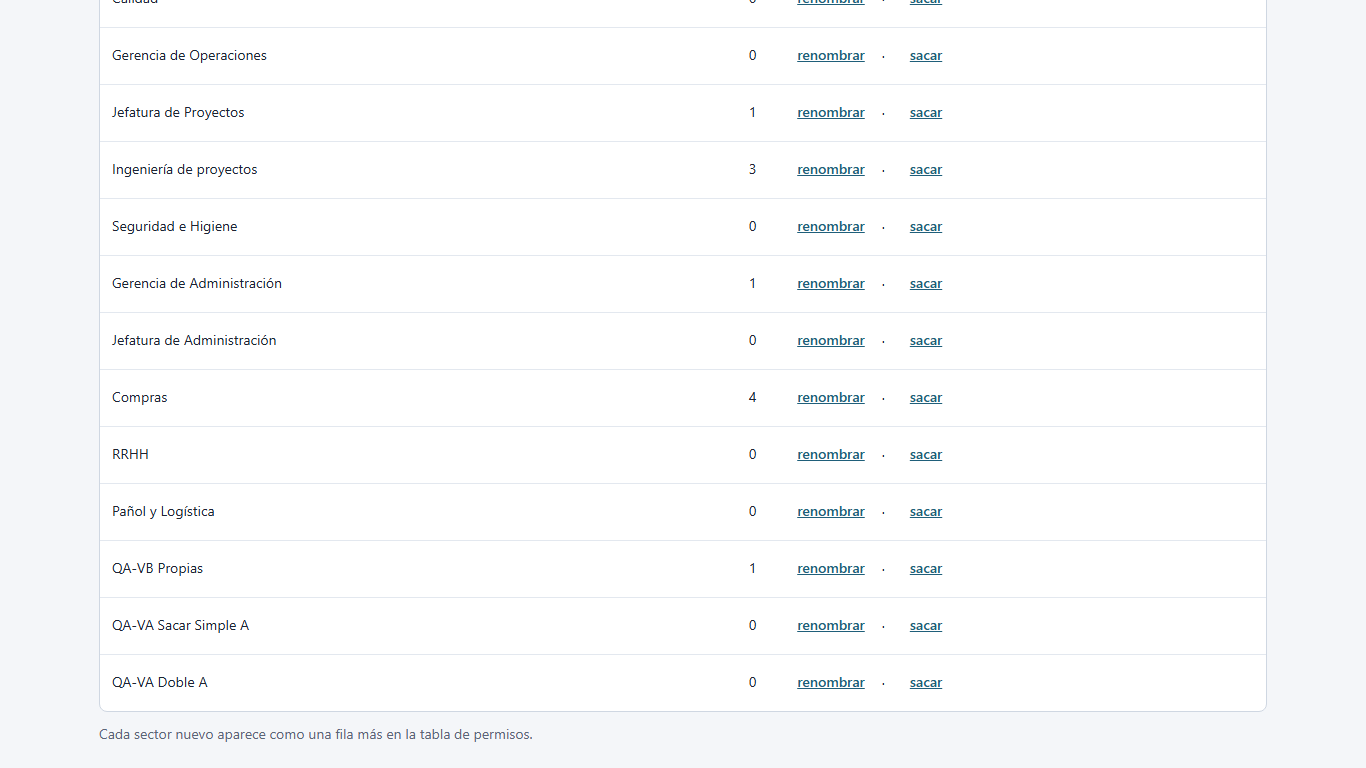 Calidad 0 renombrar · sacar
Gerencia de Operaciones 0 renombrar · sacar
Jefatura de Proyectos 1 renombrar · sacar
Ingeniería de proyectos 3 renombrar · sacar
Seguridad e Higiene 0 renombrar · sacar
Gerencia de Administración 1 renombrar · sacar
Jefatura de Administración 0 renombrar · sacar
Compras 4 renombrar · sacar
RRHH 0 renombrar · sacar
Pañol y Logística 0 renombrar · sacar
QA-VB Propias 1 renombrar · sacar
QA-VA Sacar Simple A 0 renombrar · sacar
QA-VA Doble A 0 renombrar · sacar
Cada sector nuevo aparece como una fila más en la tabla de permisos.